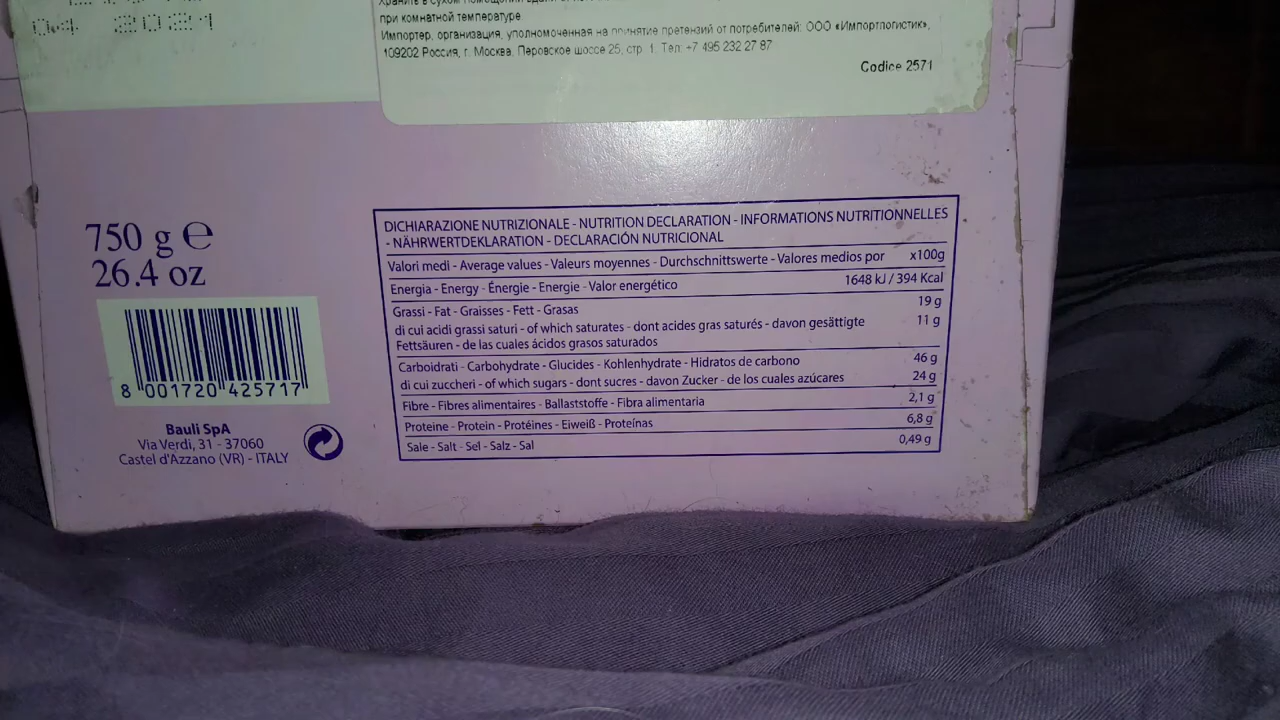 04 2021
Хранить в сухом помещении
при комнатной температуре
Импортер, организация, уполномоченная на принятие претензий от потребителей: ООО «Импортлогистик»,
109202 Россия, г. Москва, Перовское шоссе 25, стр. 1. Тел: +7 495 232 27 87
Codice 2571
750 g ℮
26.4 oz
8 001720 425717
Bauli SpA
Via Verdi, 31 - 37060
Castel d'Azzano (VR) - ITALY
DICHIARAZIONE NUTRIZIONALE - NUTRITION DECLARATION - INFORMATIONS NUTRITIONNELLES
- NÄHRWERTDEKLARATION - DECLARACIÓN NUTRICIONAL
Valori medi - Average values - Valeurs moyennes - Durchschnittswerte - Valores medios por x100g
Energia - Energy - Énergie - Energie - Valor energético 1648 kJ / 394 Kcal
Grassi - Fat - Graisses - Fett - Grasas 19 g
di cui acidi grassi saturi - of which saturates - dont acides gras saturés - davon gesättigte 11 g
Fettsäuren - de las cuales ácidos grasos saturados
Carboidrati - Carbohydrate - Glucides - Kohlenhydrate - Hidratos de carbono 46 g
di cui zuccheri - of which sugars - dont sucres - davon Zucker - de los cuales azúcares 24 g
Fibre - Fibres alimentaires - Ballaststoffe - Fibra alimentaria 2,1 g
Proteine - Protein - Protéines - Eiweiß - Proteínas 6,8 g
Sale - Salt - Sel - Salz - Sal 0,49 g